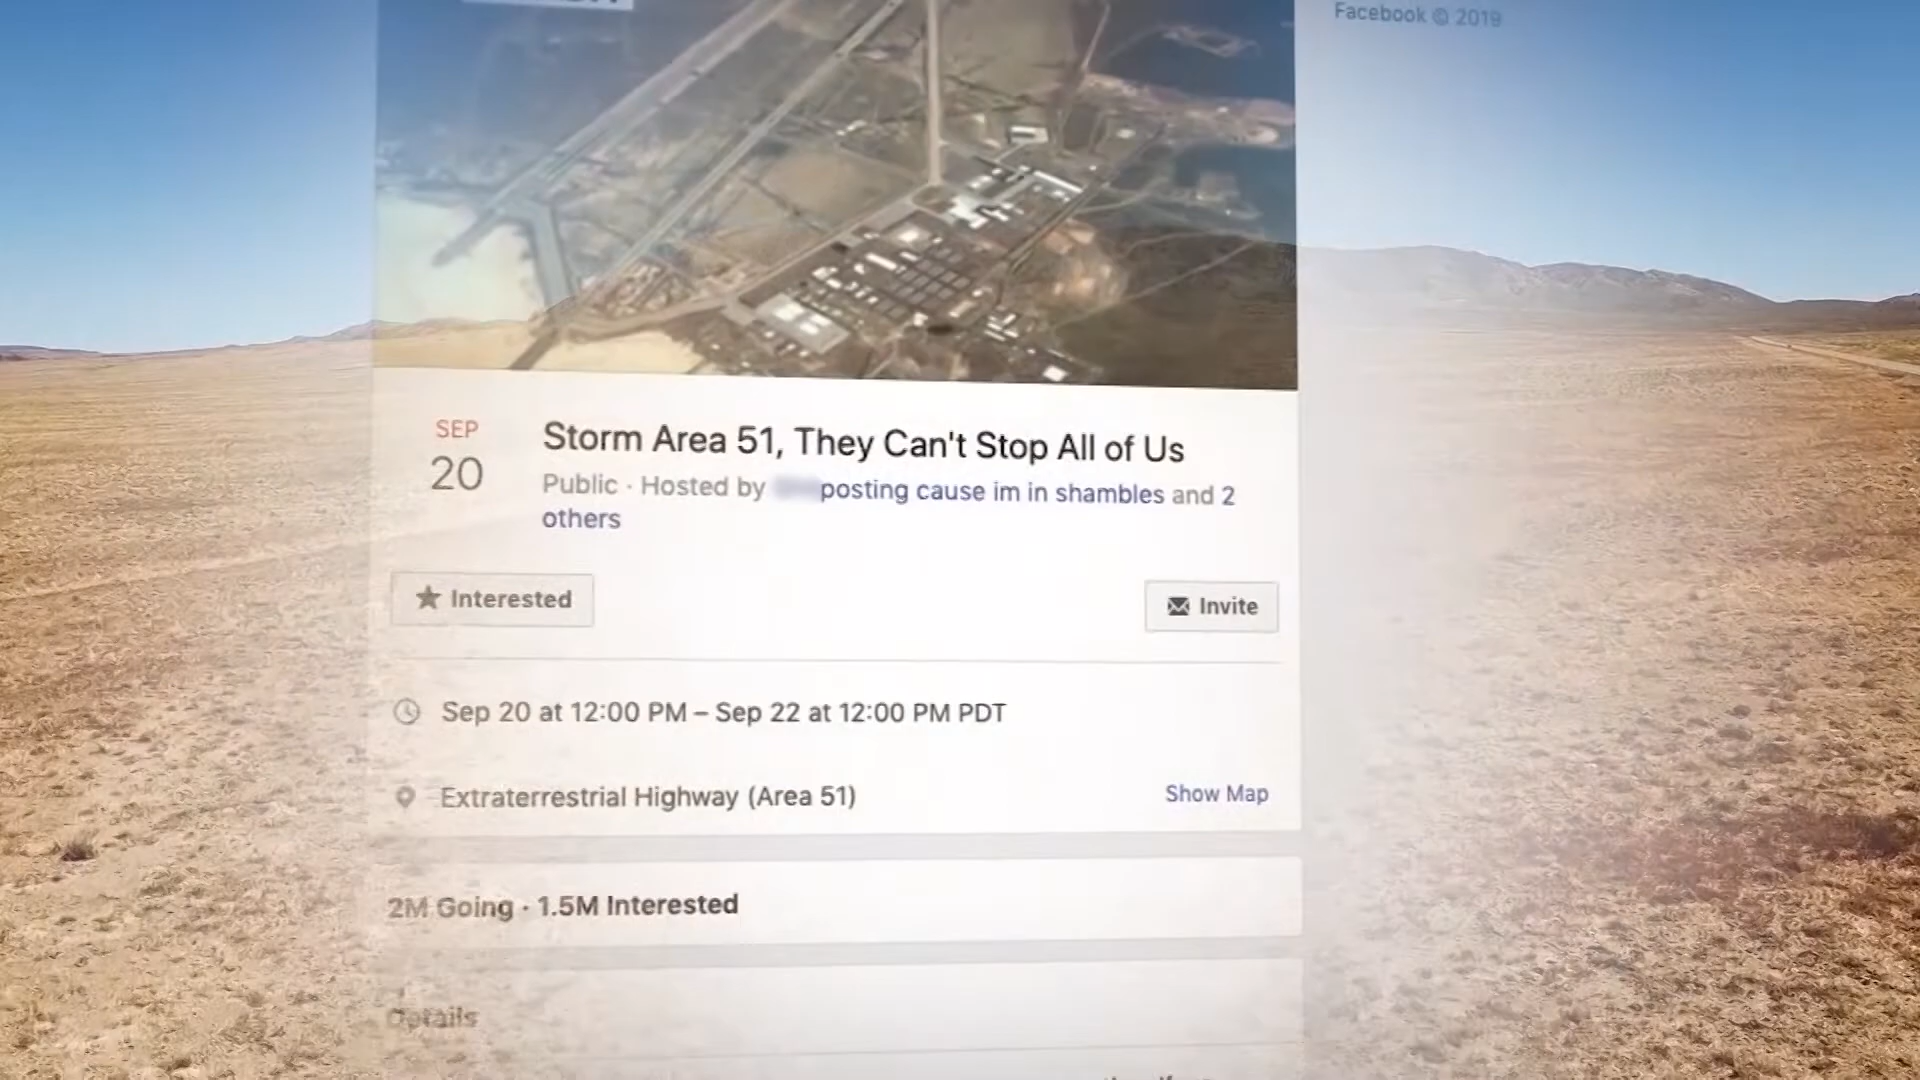 Facebook © 2019
SEP
20
Storm Area 51, They Can't Stop All of Us
Public · Hosted by posting cause im in shambles and 2
others
Interested
Invite
Sep 20 at 12:00 PM – Sep 22 at 12:00 PM PDT
Extraterrestrial Highway (Area 51)
Show Map
2M Going · 1.5M Interested
Details